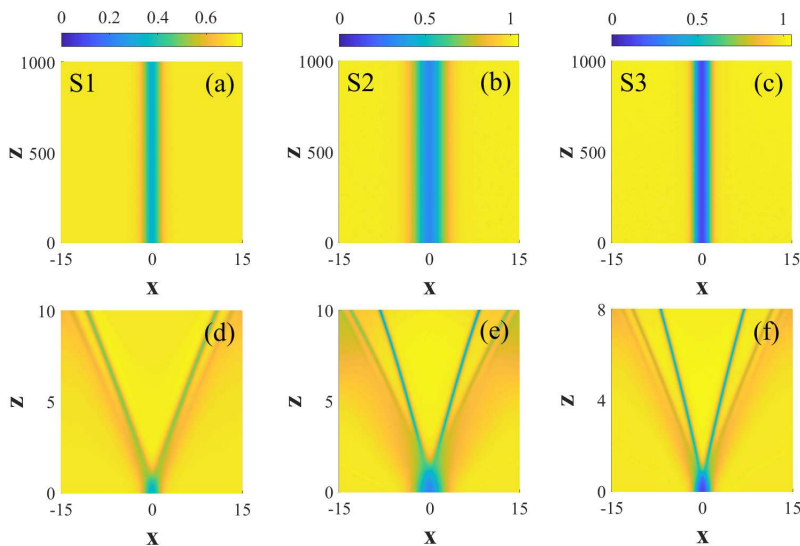 0 0.2 0.4 0.6
0 0.5 1
0 0.5 1
1000 S1 (a)
z 500
0
-15 0 15
x
1000 S2 (b)
z 500
0
-15 0 15
x
1000 S3 (c)
z 500
0
-15 0 15
x
10 (d)
z 5
0
-15 0 15
x
10 (e)
z 5
0
-15 0 15
x
8 (f)
z 4
0
-15 0 15
x